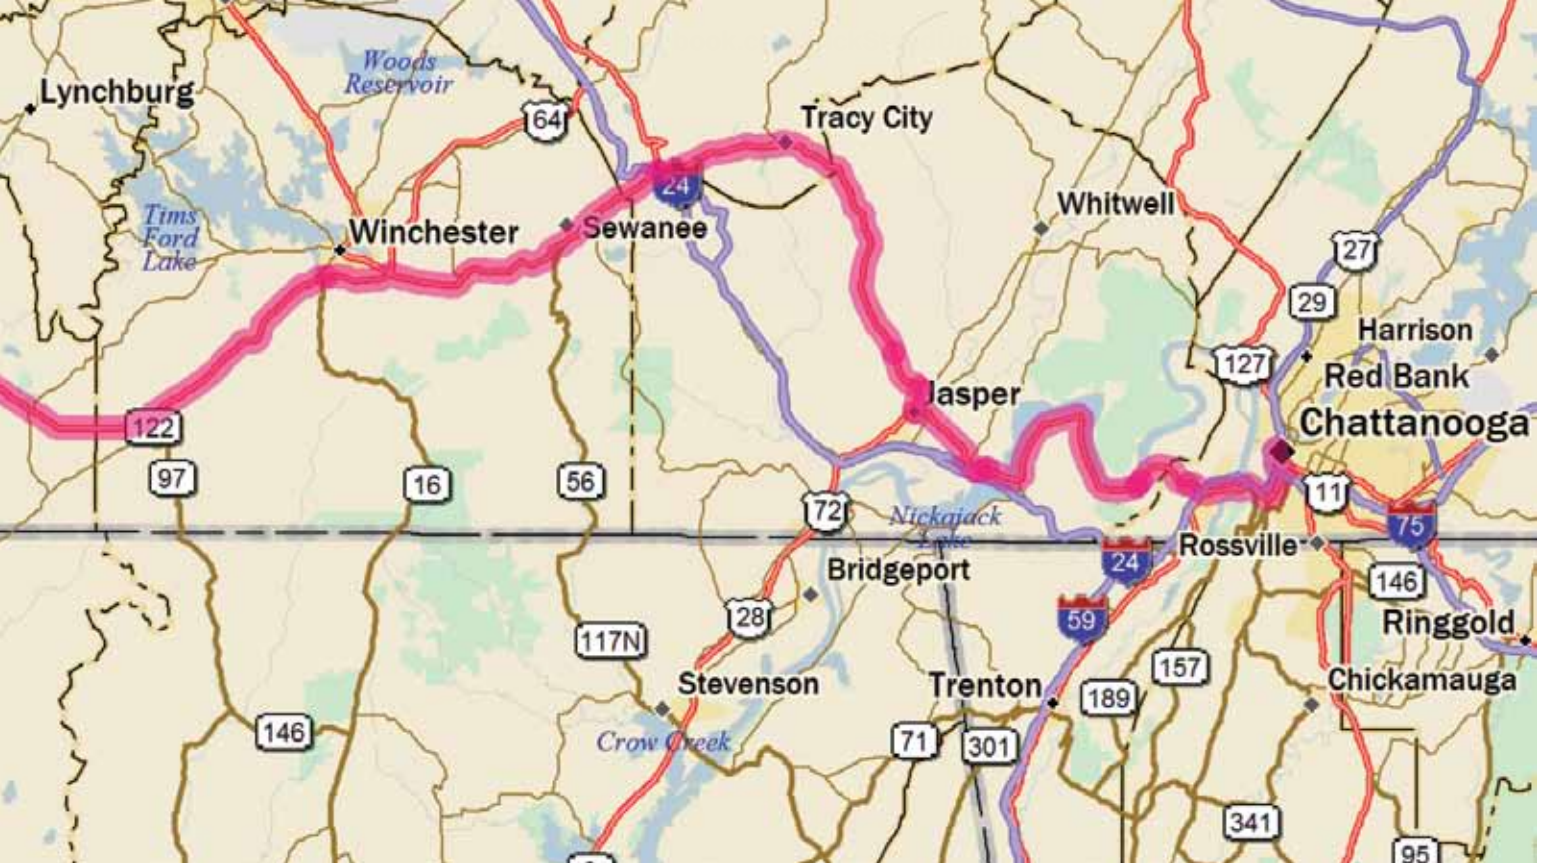 Woods
Reservoir
Lynchburg
64
Tracy City
24
Whitwell
Tims
Ford
Lake
Winchester
Sewanee
27
29
Harrison
127
Red Bank
Jasper
Chattanooga
122
97
16
56
72
11
Nickajack
Lake
75
24
Rossville
Bridgeport
146
59
28
Ringgold
117N
157
Stevenson
Trenton
189
Chickamauga
146
Crow Creek
71
301
341
95